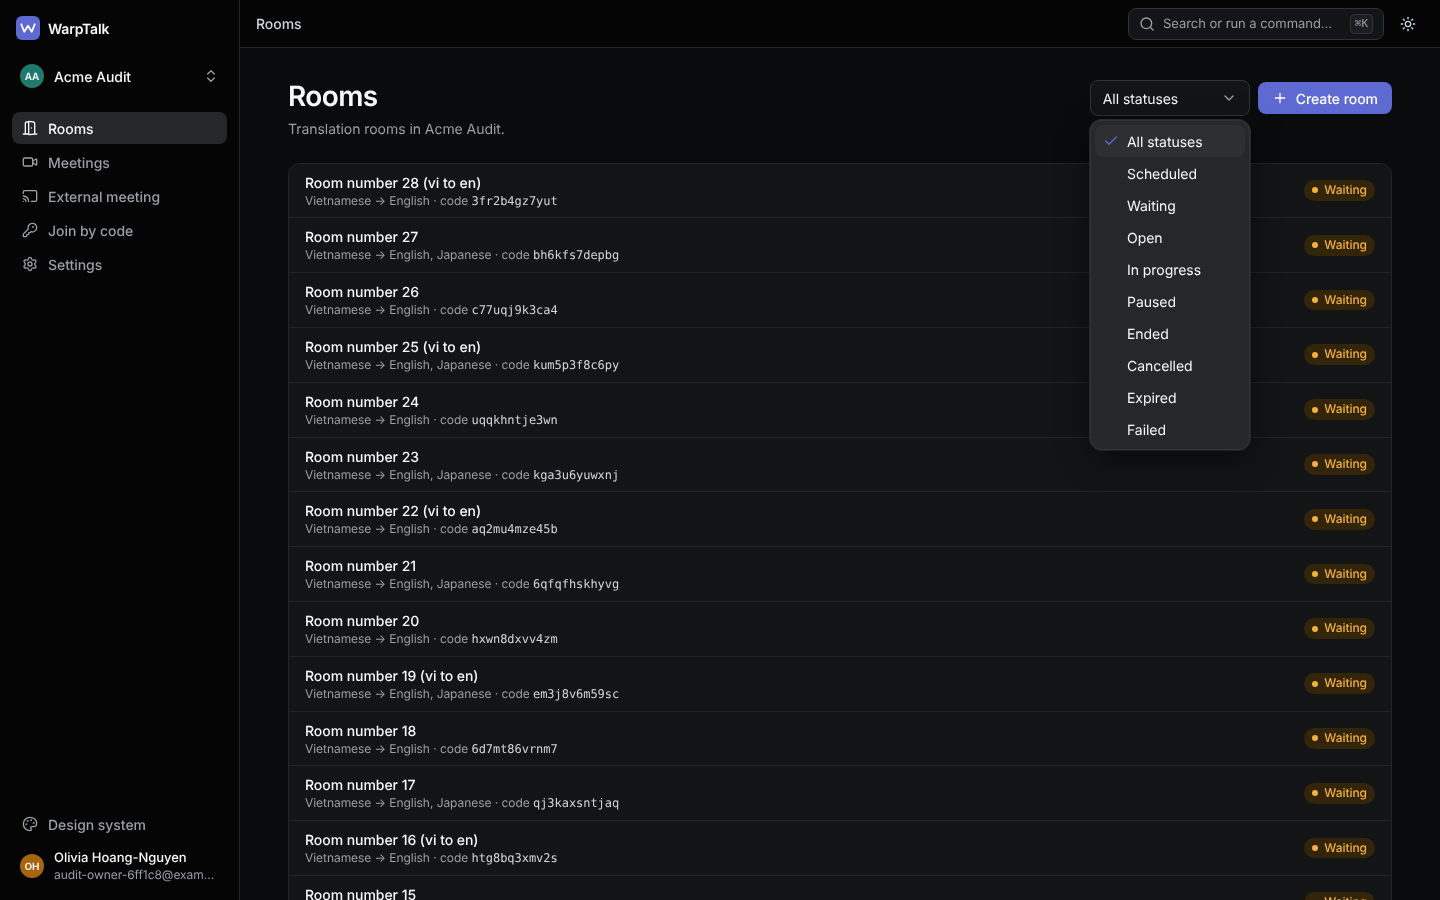 WarpTalk
Rooms
Search or run a command...
⌘K
AA
Acme Audit
Rooms
Meetings
External meeting
Join by code
Settings
Rooms
Translation rooms in Acme Audit.
All statuses
Create room
All statuses
Scheduled
Waiting
Open
In progress
Paused
Ended
Cancelled
Expired
Failed
Room number 28 (vi to en)
Vietnamese → English · code 3fr2b4gz7yut
Waiting
Room number 27
Vietnamese → English, Japanese · code bh6kfs7depbg
Waiting
Room number 26
Vietnamese → English · code c77uqj9k3ca4
Waiting
Room number 25 (vi to en)
Vietnamese → English, Japanese · code kum5p3f8c6py
Waiting
Room number 24
Vietnamese → English · code uqqkhntje3wn
Waiting
Room number 23
Vietnamese → English, Japanese · code kga3u6yuwxnj
Waiting
Room number 22 (vi to en)
Vietnamese → English · code aq2mu4mze45b
Waiting
Room number 21
Vietnamese → English, Japanese · code 6qfqfhskhyvg
Waiting
Room number 20
Vietnamese → English · code hxwn8dxvv4zm
Waiting
Room number 19 (vi to en)
Vietnamese → English, Japanese · code em3j8v6m59sc
Waiting
Room number 18
Vietnamese → English · code 6d7mt86vrnm7
Waiting
Room number 17
Vietnamese → English, Japanese · code qj3kaxsntjaq
Waiting
Room number 16 (vi to en)
Vietnamese → English · code htg8bq3xmv2s
Waiting
Room number 15
Waiting
Design system
OH
Olivia Hoang-Nguyen
audit-owner-6ff1c8@exam...